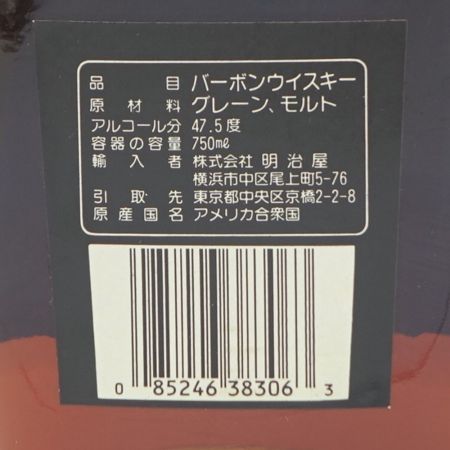 品目 バーボンウイスキー
原材料 グレーン、モルト
アルコール分 47.5度
容器の容量 750mℓ
輸入者 株式会社 明治屋
横浜市中区尾上町5-76
引取先 東京都中央区京橋2-2-8
原産国名 アメリカ合衆国
0 85246 38306 3